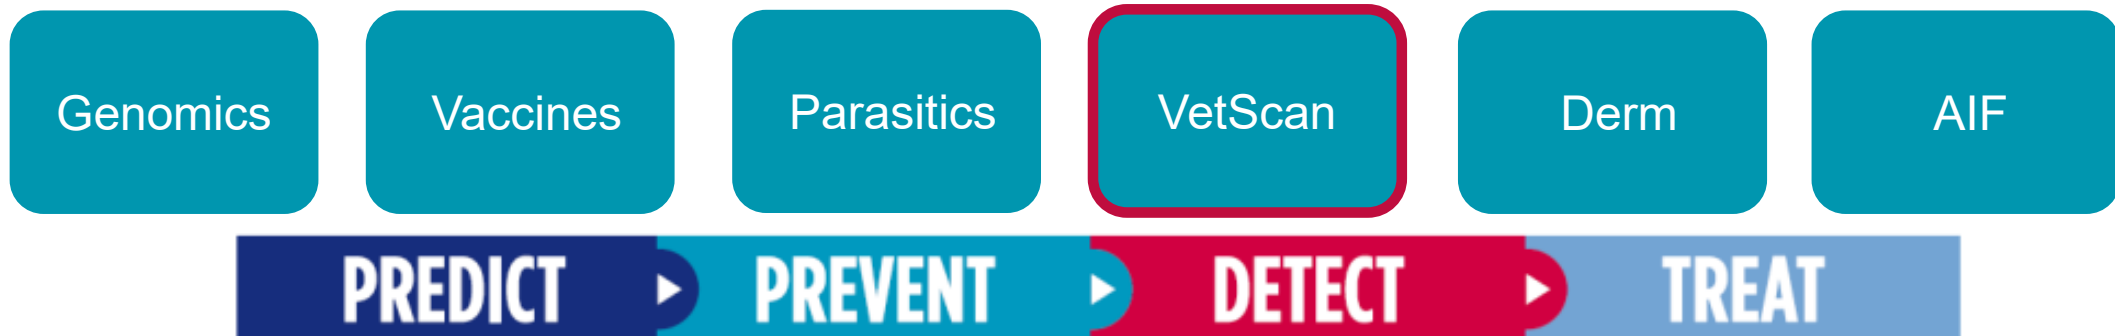 Genomics
Vaccines
Parasitics
VetScan
Derm
AIF
PREDICT
PREVENT
DETECT
TREAT